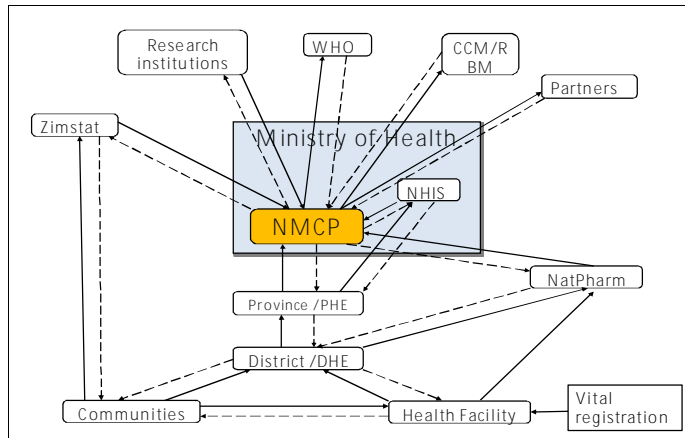 Research
institutions
WHO
CCM/R
BM
Partners
Zimstat
Ministry of Health
NHIS
NMCP
NatPharm
Province /PHE
District /DHE
Communities
Health Facility
Vital
registration